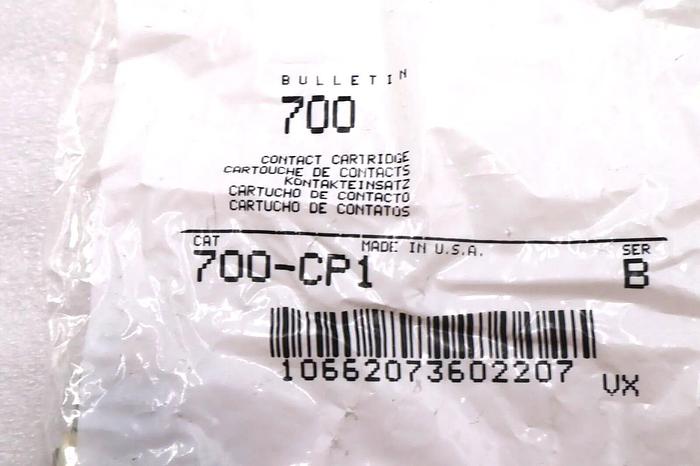 BULLETIN
700
CONTACT CARTRIDGE
CARTOUCHE DE CONTACTS
KONTAKTEINSATZ
CARTUCHO DE CONTACTO
CARTUCHO DE CONTATOS
CAT MADE IN U.S.A. SER
700-CP1 B
10662073602207 VX